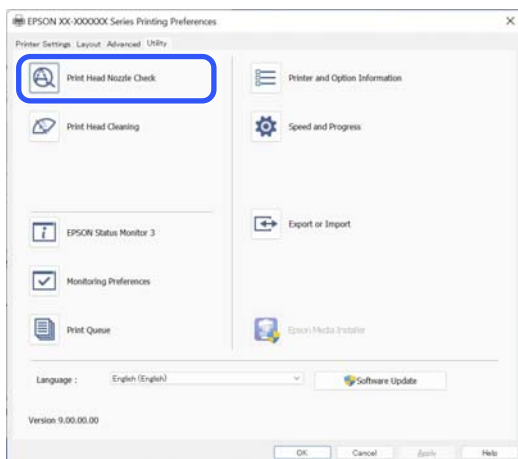 EPSON XX-XXXXXX Series Printing Preferences
Printer Settings Layout Advanced Utility
Print Head Nozzle Check
Printer and Option Information
Print Head Cleaning
Speed and Progress
EPSON Status Monitor 3
Export or Import
Monitoring Preferences
Print Queue
Epson Media Installer
Language :
English (English)
Software Update
Version 9.00.00.00
OK Cancel Apply Help